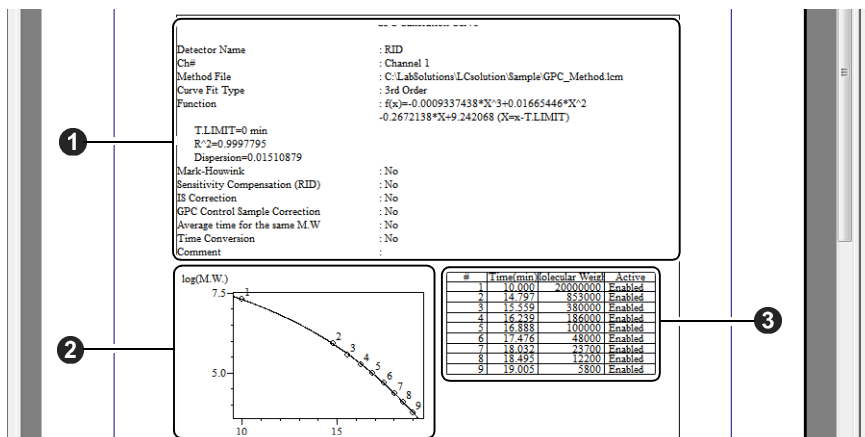 Detector Name : RID
Ch# : Channel 1
Method File : C:\LabSolutions\LCsolution\Sample\GPC_Method.lcm
Curve Fit Type : 3rd Order
Function : f(x)=-0.0009337438*X^3+0.01665446*X^2
-0.2672138*X+9.242068 (X=x-T.LIMIT)
T.LIMIT=0 min
R^2=0.9997795
Dispersion=0.01510879
Mark-Houwink : No
Sensitivity Compensation (RID) : No
IS Correction : No
GPC Control Sample Correction : No
Average time for the same M.W : No
Time Conversion : No
Comment :
1
log(M.W.)
7.5
5.0
10 15
1
2
3
4
5
6
7
8
9
2
# Time(min) Molecular Weigh Active
1 10.000 20000000 Enabled
2 14.797 853000 Enabled
3 15.559 380000 Enabled
4 16.239 186000 Enabled
5 16.888 100000 Enabled
6 17.476 48000 Enabled
7 18.032 23700 Enabled
8 18.495 12200 Enabled
9 19.005 5800 Enabled
3